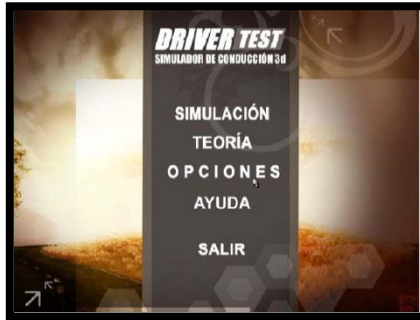 DRIVER TEST
SIMULADOR DE CONDUCCIÓN 3d
SIMULACIÓN
TEORÍA
OPCIONES
AYUDA
SALIR